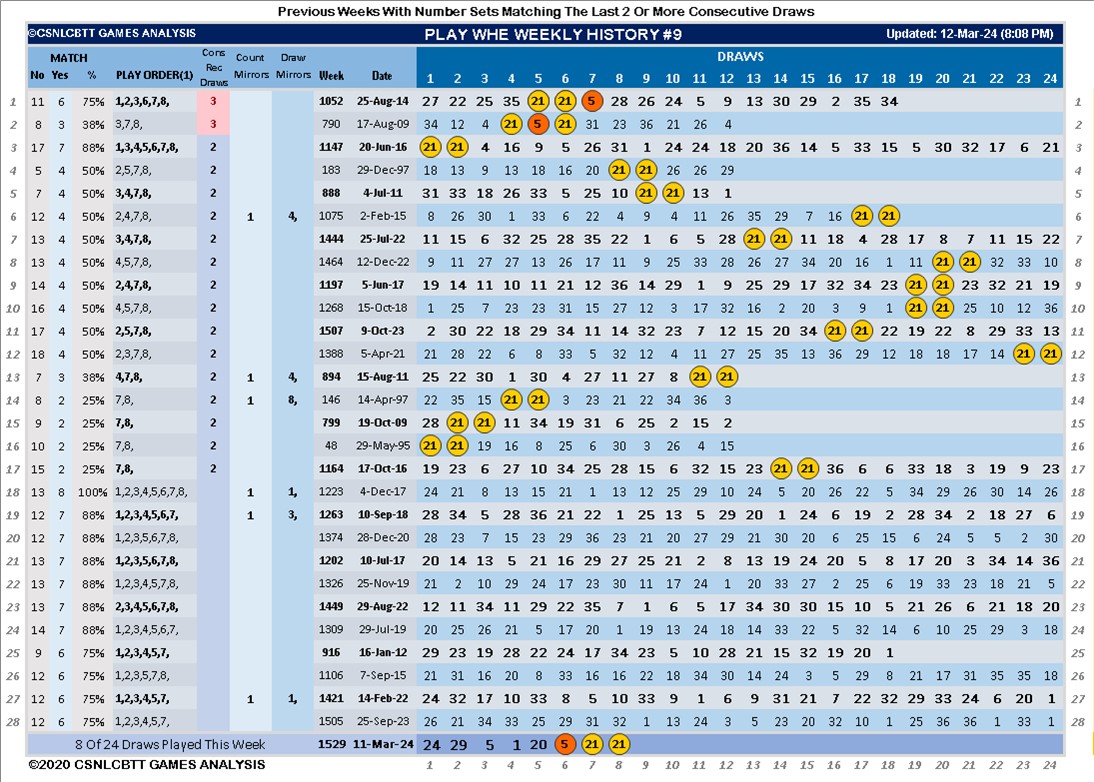 Previous Weeks With Number Sets Matching The Last 2 Or More Consecutive Draws
©CSNLCBTT GAMES ANALYSIS PLAY WHE WEEKLY HISTORY #9 Updated: 12-Mar-24 (8:08 PM)
MATCH Cons Count Draw DRAWS
No Yes % PLAY ORDER(1) Rec Draws Mirrors Mirrors Week Date 1 2 3 4 5 6 7 8 9 10 11 12 13 14 15 16 17 18 19 20 21 22 23 24
1 11 6 75% 1,2,3,6,7,8, 3 1052 25-Aug-14 27 22 25 35 21 21 5 28 26 24 5 9 13 30 29 2 35 34 1
2 8 3 38% 3,7,8, 3 790 17-Aug-09 34 12 4 21 5 21 31 23 36 21 26 4 2
3 17 7 88% 1,3,4,5,6,7,8, 2 1147 20-Jun-16 21 21 4 16 9 5 26 31 1 24 24 18 20 36 14 5 33 15 5 30 32 17 6 21 3
4 5 4 50% 2,5,7,8, 2 183 29-Dec-97 18 13 9 13 18 16 20 21 21 26 26 29 4
5 7 4 50% 3,4,7,8, 2 888 4-Jul-11 31 33 18 26 33 5 25 10 21 21 13 1 5
6 12 4 50% 2,4,7,8, 2 1 4, 1075 2-Feb-15 8 26 30 1 33 6 22 4 9 4 11 26 35 29 7 16 21 21 6
7 13 4 50% 3,4,7,8, 2 1444 25-Jul-22 11 15 6 32 25 28 35 22 1 6 5 28 21 21 11 18 4 28 17 8 7 11 15 22 7
8 13 4 50% 4,5,7,8, 2 1464 12-Dec-22 9 11 27 27 13 26 17 11 9 25 33 28 26 27 34 20 16 1 11 21 21 32 33 10 8
9 14 4 50% 2,4,7,8, 2 1197 5-Jun-17 19 14 11 10 11 21 12 36 14 29 1 9 25 29 17 32 34 23 21 21 23 32 21 19 9
10 16 4 50% 4,5,7,8, 2 1268 15-Oct-18 1 25 7 23 23 31 15 27 12 3 17 32 16 2 20 3 9 1 21 21 25 10 12 36 10
11 17 4 50% 2,5,7,8, 2 1507 9-Oct-23 2 30 22 18 29 34 11 14 32 23 7 12 15 20 34 21 21 22 19 22 8 29 33 13 11
12 18 4 50% 2,3,7,8, 2 1388 5-Apr-21 21 28 22 6 8 33 5 32 12 4 11 27 25 35 13 36 29 12 18 18 17 14 21 21 12
13 7 3 38% 4,7,8, 2 1 4, 894 15-Aug-11 25 22 30 1 30 4 27 11 27 8 21 21 13
14 8 2 25% 7,8, 2 1 8, 146 14-Apr-97 22 35 15 21 21 3 23 21 22 34 36 3 14
15 9 2 25% 7,8, 2 799 19-Oct-09 28 21 21 11 34 19 31 6 25 2 15 2 15
16 10 2 25% 7,8, 2 48 29-May-95 21 21 19 16 8 25 6 30 3 26 4 15 16
17 15 2 25% 7,8, 2 1164 17-Oct-16 19 23 6 27 10 34 25 28 15 6 32 15 23 21 21 36 6 6 33 18 3 19 9 23 17
18 13 8 100% 1,2,3,4,5,6,7,8, 1 1, 1223 4-Dec-17 24 21 8 13 15 21 1 13 12 25 29 10 24 5 20 26 22 5 34 29 26 30 14 26 18
19 12 7 88% 1,2,3,4,5,6,7, 1 3, 1263 10-Sep-18 28 34 5 28 36 21 22 1 25 13 5 29 20 1 24 6 19 2 28 34 2 18 27 6 19
20 12 7 88% 1,2,3,5,6,7,8, 1374 28-Dec-20 28 23 7 15 23 29 36 23 21 20 27 29 21 30 20 6 25 15 6 24 5 5 2 30 20
21 13 7 88% 1,2,3,5,6,7,8, 1202 10-Jul-17 20 14 13 5 21 16 29 27 25 21 2 8 13 19 24 20 5 8 17 20 3 34 14 36 21
22 13 7 88% 1,2,3,4,5,7,8, 1326 25-Nov-19 21 2 10 29 24 17 23 30 11 17 24 1 20 33 27 2 25 6 19 33 23 18 21 5 22
23 13 7 88% 2,3,4,5,6,7,8, 1449 29-Aug-22 12 11 34 11 29 22 35 7 1 6 5 17 34 30 30 15 10 5 21 26 6 21 18 20 23
24 14 7 88% 1,2,3,4,5,6,7, 1309 29-Jul-19 20 25 26 21 5 17 20 1 19 13 24 18 14 33 22 5 32 14 6 10 25 29 3 18 24
25 9 6 75% 1,2,3,4,5,7, 916 16-Jan-12 29 23 19 28 22 24 17 34 23 5 10 28 21 15 32 19 20 1 25
26 12 6 75% 1,2,3,5,7,8, 1106 7-Sep-15 21 31 16 20 8 33 16 16 22 18 34 30 14 24 3 5 29 8 21 17 31 35 35 18 26
27 12 6 75% 1,2,3,4,5,7, 1 1, 1421 14-Feb-22 24 32 17 10 33 8 5 10 33 9 1 6 9 31 21 7 22 32 29 33 24 6 20 1 27
28 12 6 75% 1,2,3,4,5,7, 1505 25-Sep-23 26 21 34 33 26 29 31 2 1 13 24 3 5 23 20 32 10 1 25 36 36 1 33 1 28
8 Of 24 Draws Played This Week 1529 11-Mar-24 24 29 5 1 20 5 21 21
©2020 CSNLCBTT GAMES ANALYSIS 1 2 3 4 5 6 7 8 9 10 11 12 13 14 15 16 17 18 19 20 21 22 23 24